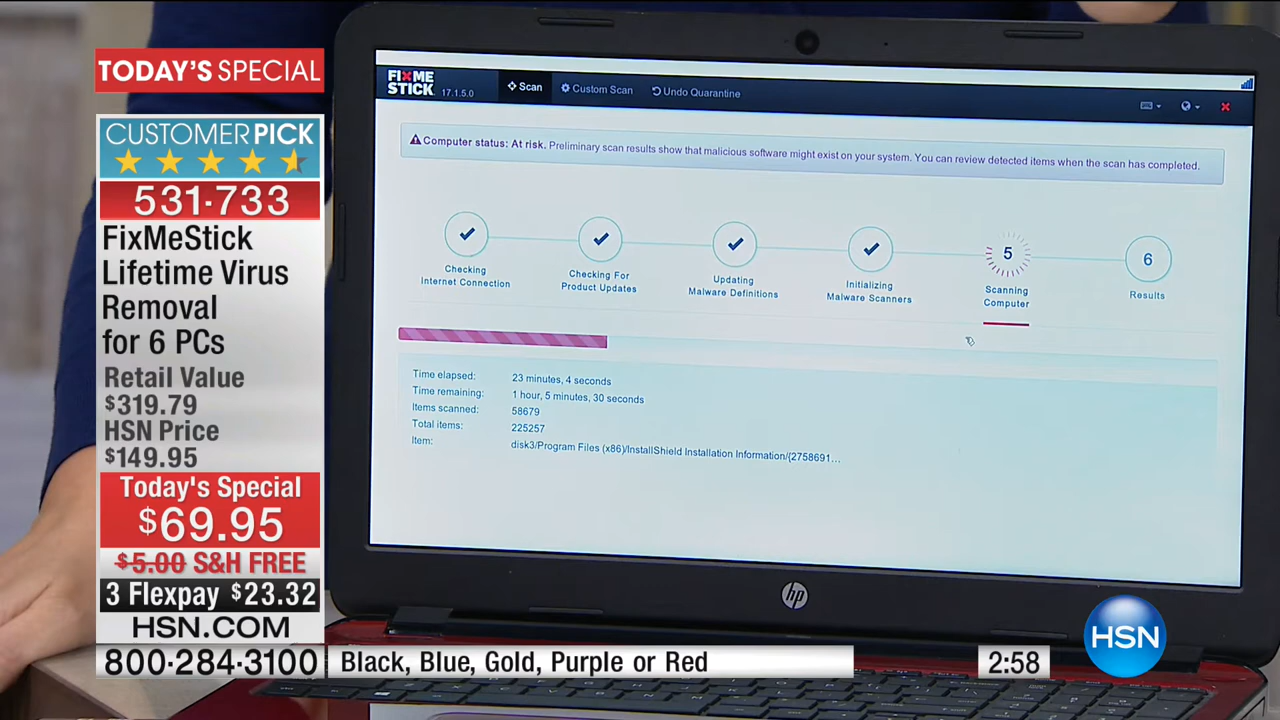 TODAY'S SPECIAL
CUSTOMER PICK
531-733
FixMeStick
Lifetime Virus
Removal
for 6 PCs
Retail Value
$319.79
HSN Price
$149.95
Today's Special
$69.95
$5.00 S&H FREE
3 Flexpay $23.32
HSN.COM
800-284-3100
Black, Blue, Gold, Purple or Red
2:58
HSN
FIXME
STICK 17.1.5.0
Scan
Custom Scan
Undo Quarantine
Computer status: At risk. Preliminary scan results show that malicious software might exist on your system. You can review detected items when the scan has completed.
Checking
Internet Connection
Checking For
Product Updates
Updating
Malware Definitions
Initializing
Malware Scanners
5
Scanning
Computer
6
Results
Time elapsed: 23 minutes, 4 seconds
Time remaining: 1 hour, 5 minutes, 30 seconds
Items scanned: 58679
Total items: 225257
Item: disk3/Program Files (x86)/InstallShield Installation Information/{2758691...
hp